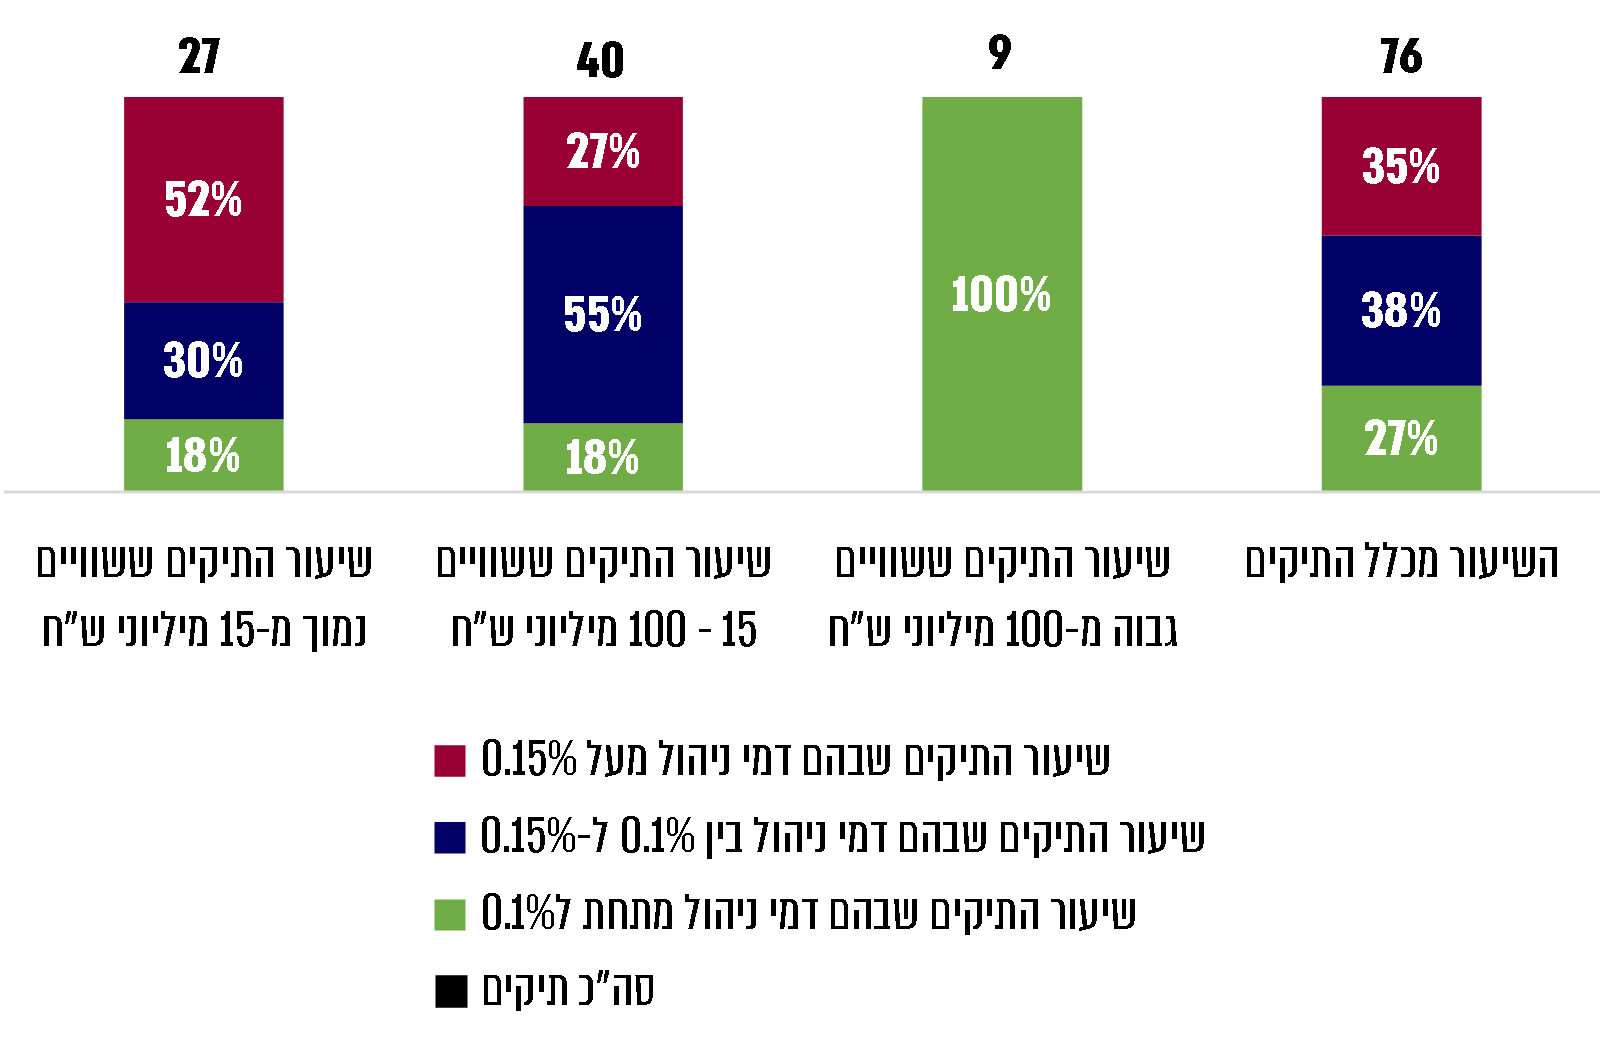 27
40
9
76
52%
27%
100%
35%
30%
55%
38%
18%
18%
27%
השיעור מכלל התיקים
שיעור התיקים ששוויים
גבוה מ-100 מיליוני ש"ח
שיעור התיקים ששוויים
15 - 100 מיליוני ש"ח
שיעור התיקים ששוויים
נמוך מ-15 מיליוני ש"ח
שיעור התיקים שבהם דמי ניהול מעל 0.15%
שיעור התיקים שבהם דמי ניהול בין 0.1% ל-0.15%
שיעור התיקים שבהם דמי ניהול מתחת ל0.1%
סה"כ תיקים